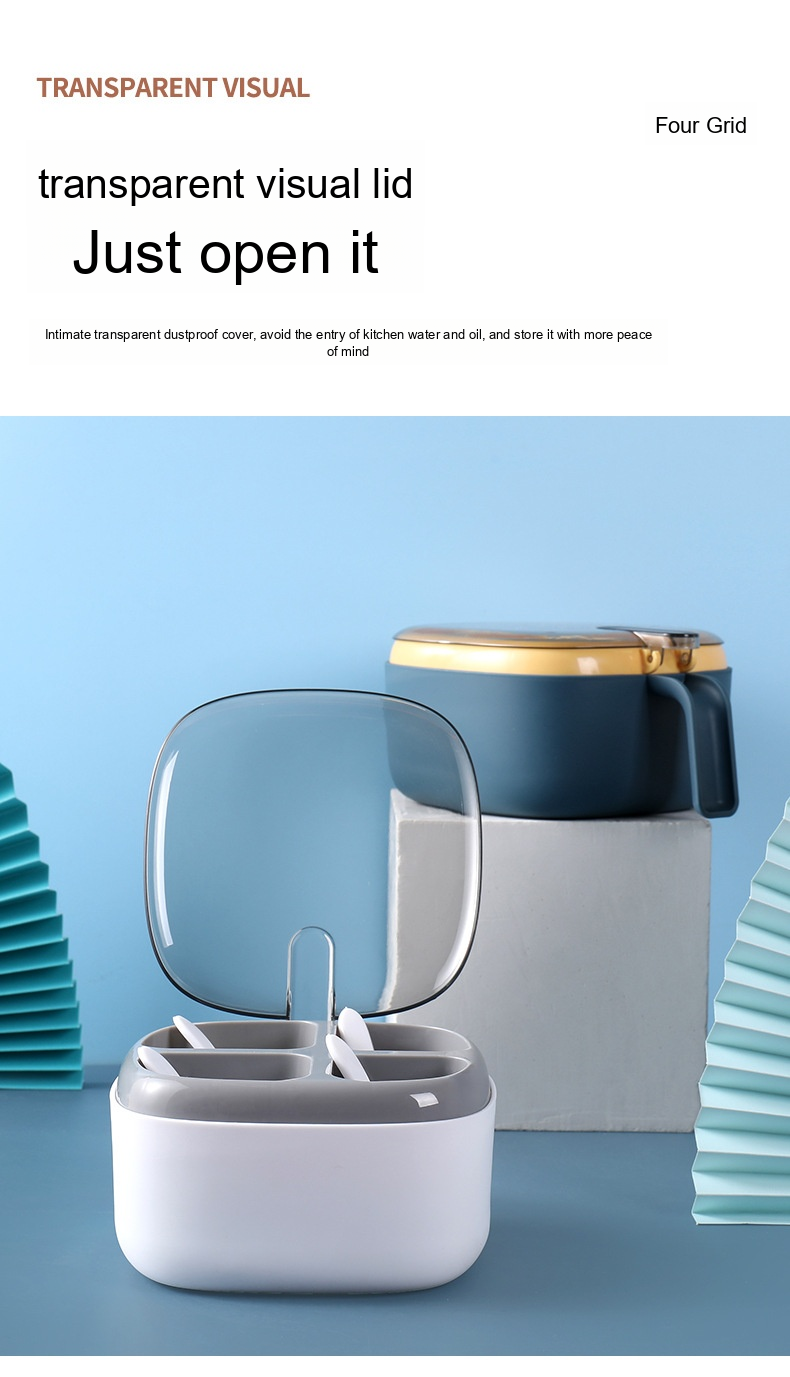 TRANSPARENT VISUAL
Four Grid
transparent visual lid
Just open it
Intimate transparent dustproof cover, avoid the entry of kitchen water and oil, and store it with more peace
of mind